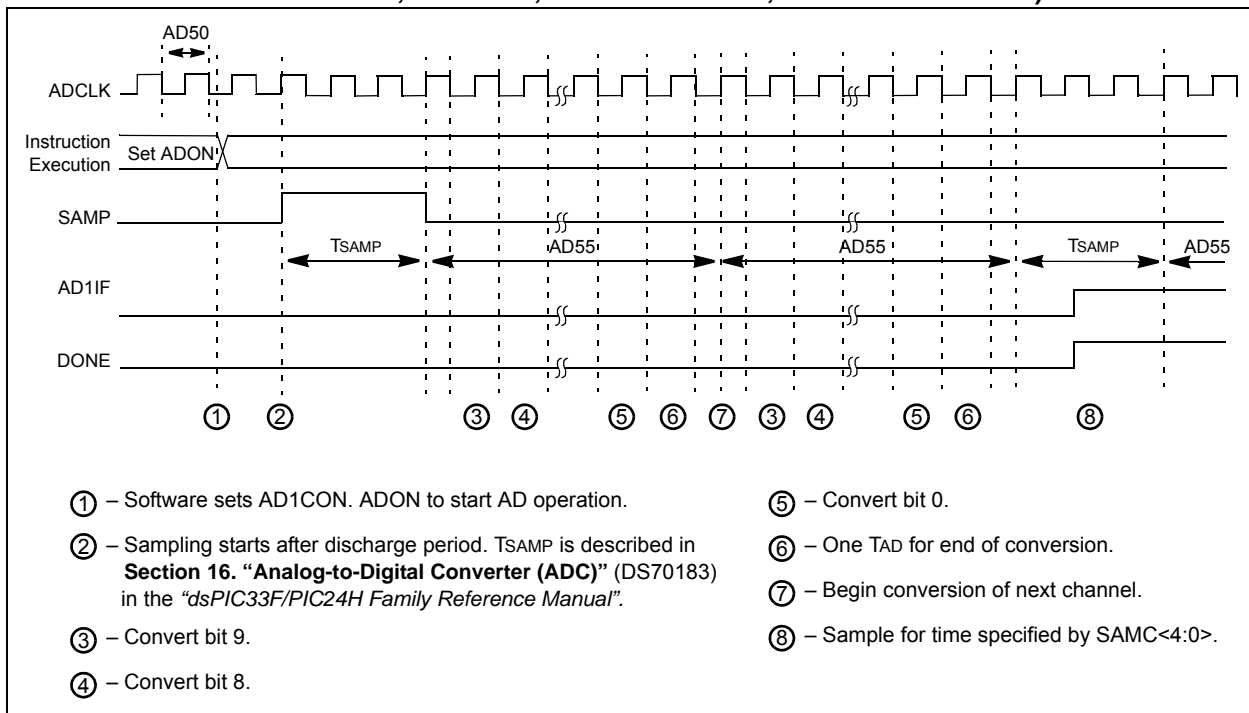 AD50
ADCLK
Instruction
Execution
Set ADON
SAMP
TSAMP
AD55
AD55
TSAMP
AD55
AD1IF
DONE
1 2 3 4 5 6 7 3 4 5 6 8
1 – Software sets AD1CON. ADON to start AD operation.
2 – Sampling starts after discharge period. TSAMP is described in
Section 16. “Analog-to-Digital Converter (ADC)” (DS70183)
in the “dsPIC33F/PIC24H Family Reference Manual”.
3 – Convert bit 9.
4 – Convert bit 8.
5 – Convert bit 0.
6 – One TAD for end of conversion.
7 – Begin conversion of next channel.
8 – Sample for time specified by SAMC<4:0>.